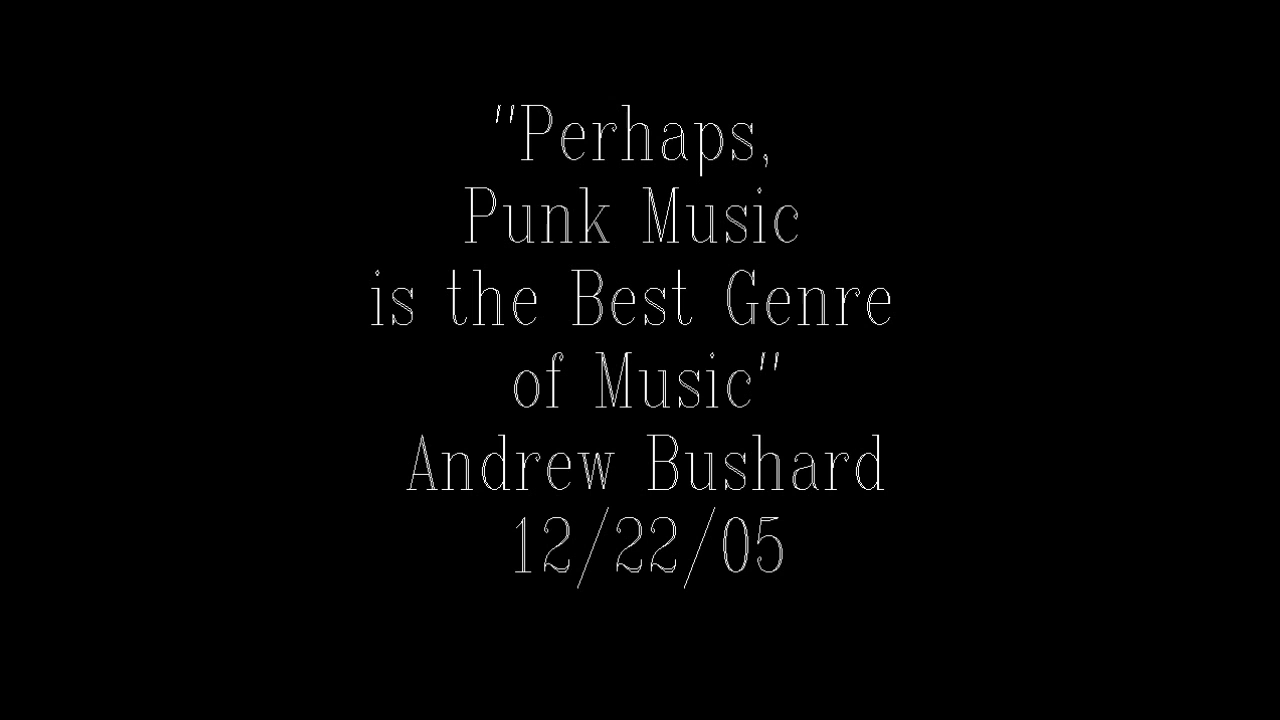 "Perhaps,
Punk Music
is the Best Genre
of Music"
Andrew Bushard
12/22/05